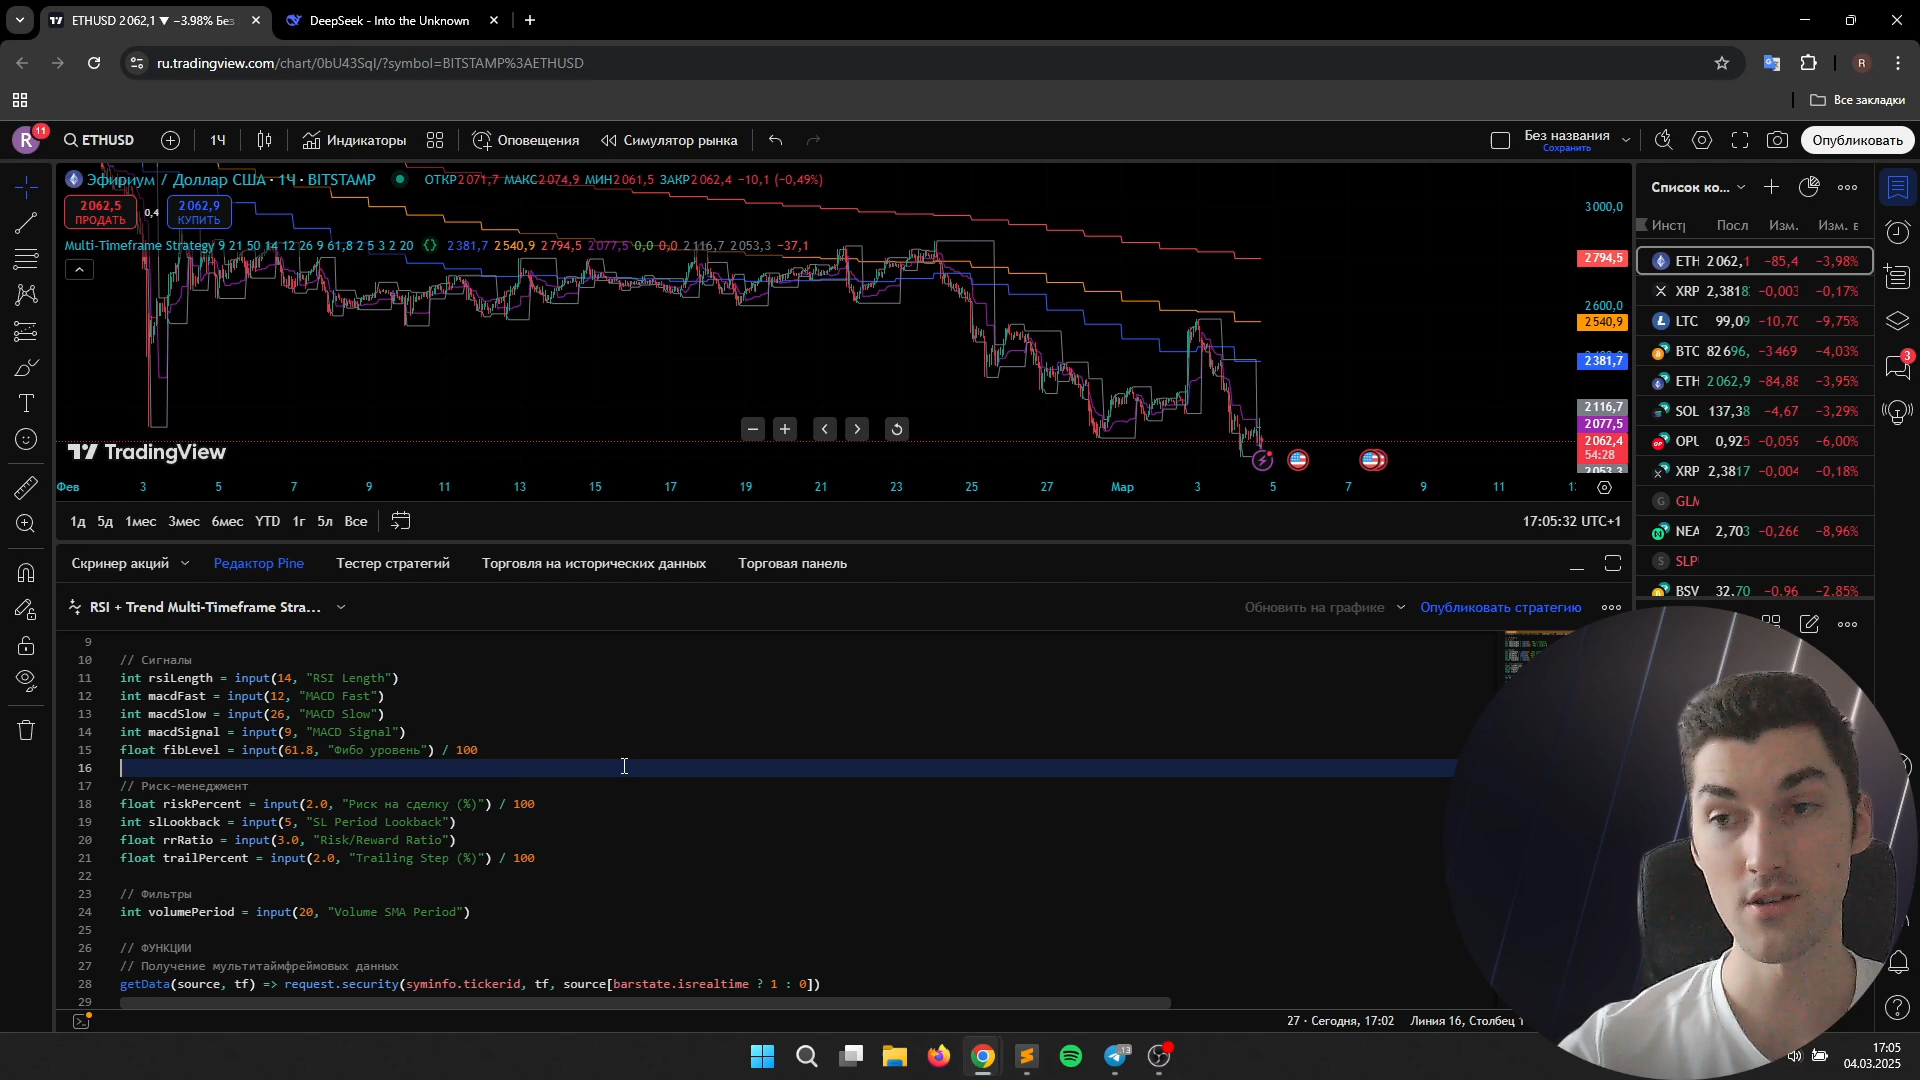 ETHUSD 2 062,1 ▼ −3.98% Без
DeepSeek - Into the Unknown
ru.tradingview.com/chart/0bU43SqI/?symbol=BITSTAMP%3AETHUSD
R
Все закладки
R
11
ETHUSD
1Ч
Индикаторы
Оповещения
Симулятор рынка
Без названия
Сохранить
Опубликовать
Эфириум / Доллар США · 1Ч · BITSTAMP
ОТКР2 071,7 МАКС2 074,9 МИН2 061,5 ЗАКР2 062,4 −10,1 (−0,49%)
2 062,5
ПРОДАТЬ
0,4
2 062,9
КУПИТЬ
Multi-Timeframe Strategy 9 21 50 14 12 26 9 61,8 2 5 3 2 20
2 381,7 2 540,9 2 794,5 2 077,5 0,0 0,0 2 116,7 2 053,3 −37,1
3 000,0
2794,5
2600,0
2 540,9
2381,7
2 116,7
2 077,5
2 062,4
54:28
2 053,3
TradingView
Фев 3 5 7 9 11 13 15 17 19 21 23 25 27 Мар 3 5 7 9 11
1д 5д 1мес 3мес 6мес YTD 1г 5л Все
17:05:32 UTC+1
Список ко...
Инстр Посл Изм. Изм. в
ETH 2 062,1 −85,4 −3,98%
XRP 2,3818 −0,003 −0,17%
LTC 99,09 −10,70 −9,75%
BTC 82 696, −3 469 −4,03%
ETH 2 062,9 −84,88 −3,95%
SOL 137,38 −4,67 −3,29%
OPU 0,925 −0,059 −6,00%
XRP 2,3817 −0,004 −0,18%
GLM
NEA 2,703 −0,266 −8,96%
SLP
BSV 32,70 −0,96 −2,85%
3
Скринер акций
Редактор Pine
Тестер стратегий
Торговля на исторических данных
Торговая панель
RSI + Trend Multi-Timeframe Stra...
Обновить на графике
Опубликовать стратегию
9
10 // Сигналы
11 int rsiLength = input(14, "RSI Length")
12 int macdFast = input(12, "MACD Fast")
13 int macdSlow = input(26, "MACD Slow")
14 int macdSignal = input(9, "MACD Signal")
15 float fibLevel = input(61.8, "Фибо уровень") / 100
16
17 // Риск-менеджмент
18 float riskPercent = input(2.0, "Риск на сделку (%)") / 100
19 int slLookback = input(5, "SL Period Lookback")
20 float rrRatio = input(3.0, "Risk/Reward Ratio")
21 float trailPercent = input(2.0, "Trailing Step (%)") / 100
22
23 // Фильтры
24 int volumePeriod = input(20, "Volume SMA Period")
25
26 // ФУНКЦИИ
27 // Получение мультитаймфреймовых данных
28 getData(source, tf) => request.security(syminfo.tickerid, tf, source[barstate.isrealtime ? 1 : 0])
29
27 · Сегодня, 17:02 Линия 16, Столбец 1
13
17:05
04.03.2025